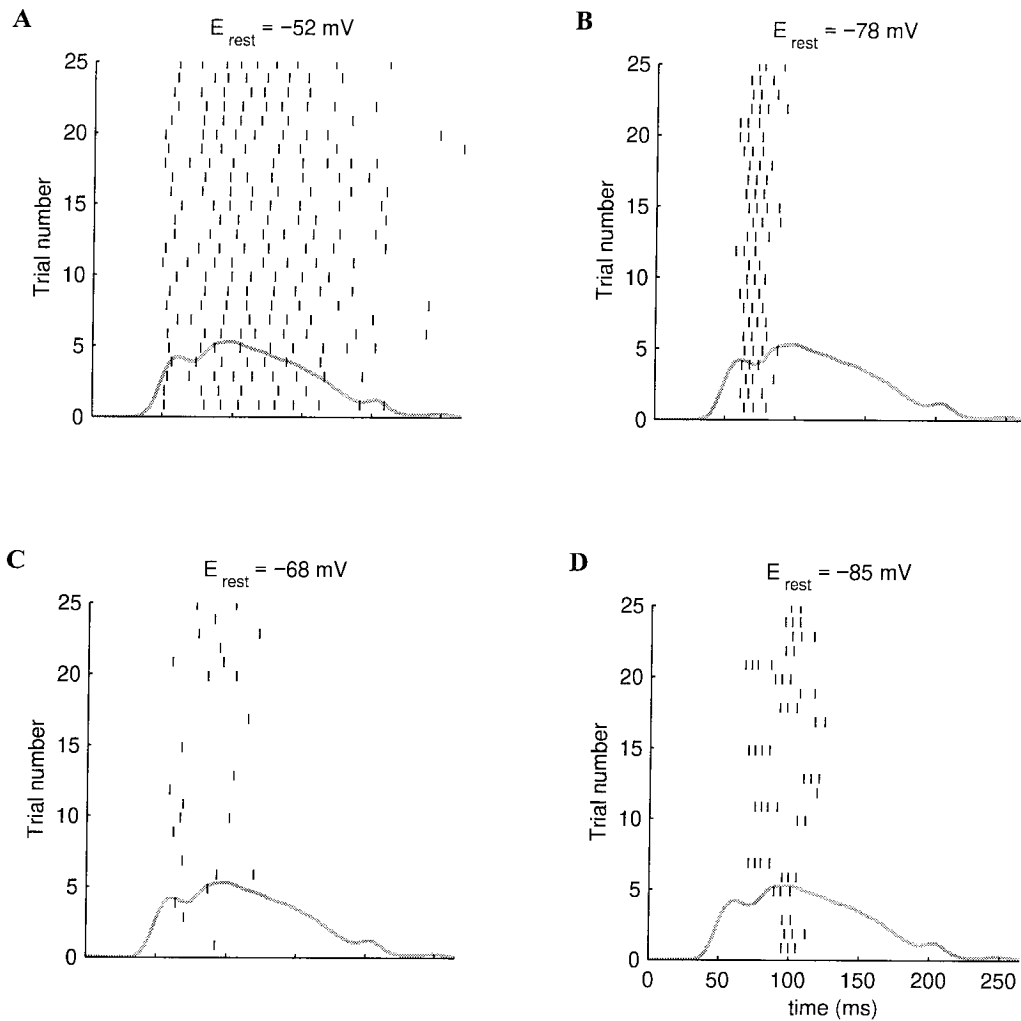 A
E rest = −52 mV
25
20
15
10
5
0
Trial number
B
E rest = −78 mV
25
20
15
10
5
0
Trial number
C
E rest = −68 mV
25
20
15
10
5
0
Trial number
D
E rest = −85 mV
25
20
15
10
5
0
Trial number
0 50 100 150 200 250
time (ms)